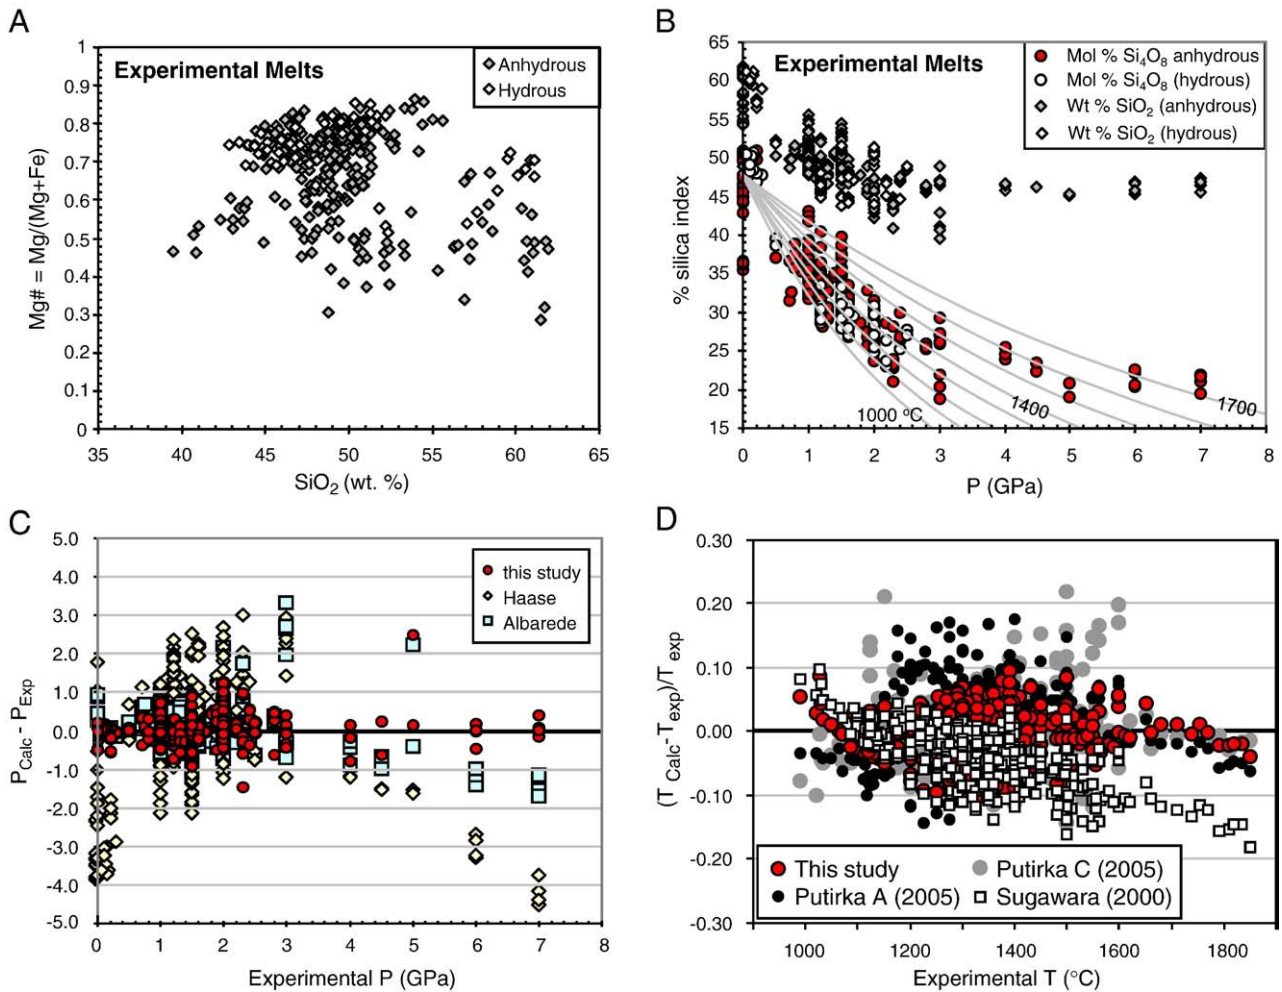 A
Experimental Melts
Anhydrous
Hydrous
1
0.9
0.8
0.7
0.6
0.5
0.4
0.3
0.2
0.1
0
Mg# = Mg/(Mg+Fe)
35 40 45 50 55 60 65
SiO₂ (wt. %)
B
Experimental Melts
Mol % Si₄O₈ anhydrous
Mol % Si₄O₈ (hydrous)
Wt % SiO₂ (anhydrous)
Wt % SiO₂ (hydrous)
65
60
55
50
45
40
35
30
25
20
15
% silica index
1000 °C
1400
1700
0 1 2 3 4 5 6 7 8
P (GPa)
C
this study
Haase
Albarede
5.0
4.0
3.0
2.0
1.0
0.0
-1.0
-2.0
-3.0
-4.0
-5.0
P Calc - P Exp
0 1 2 3 4 5 6 7 8
Experimental P (GPa)
D
0.30
0.20
0.10
0.00
-0.10
-0.20
-0.30
(T Calc-T exp)/T exp
This study
Putirka C (2005)
Putirka A (2005)
Sugawara (2000)
1000 1200 1400 1600 1800
Experimental T (°C)